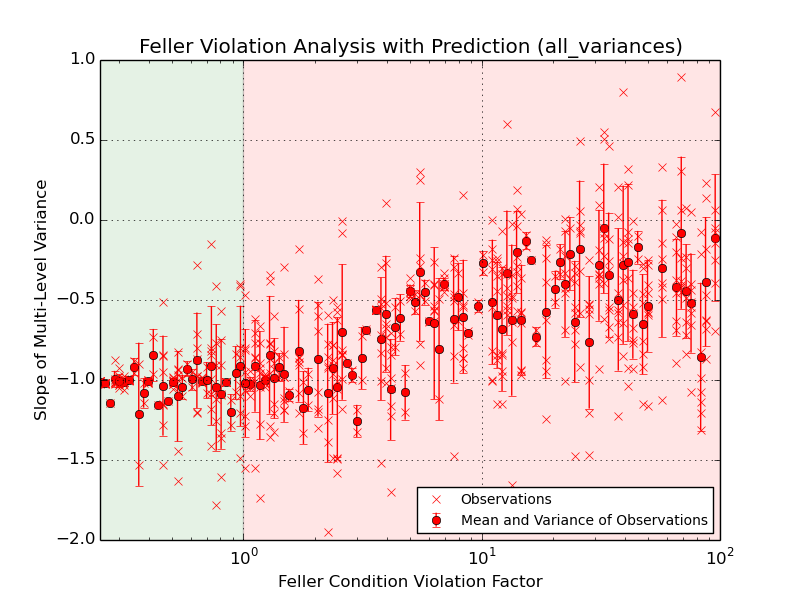 Feller Violation Analysis with Prediction (all_variances)
1.0
0.5
0.0
−0.5
−1.0
−1.5
−2.0
Slope of Multi-Level Variance
Observations
Mean and Variance of Observations
10⁰ 10¹ 10²
Feller Condition Violation Factor